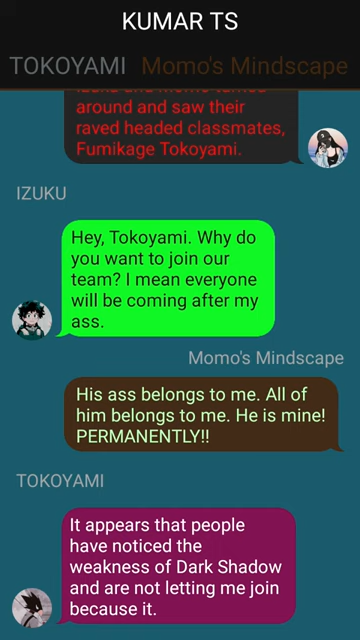 KUMAR TS
TOKOYAMI Momo's Mindscape
around and saw their
raved headed classmates,
Fumikage Tokoyami.
IZUKU
Hey, Tokoyami. Why do
you want to join our
team? I mean everyone
will be coming after my
ass.
Momo's Mindscape
His ass belongs to me. All of
him belongs to me. He is mine!
PERMANENTLY!!
TOKOYAMI
It appears that people
have noticed the
weakness of Dark Shadow
and are not letting me join
because it.